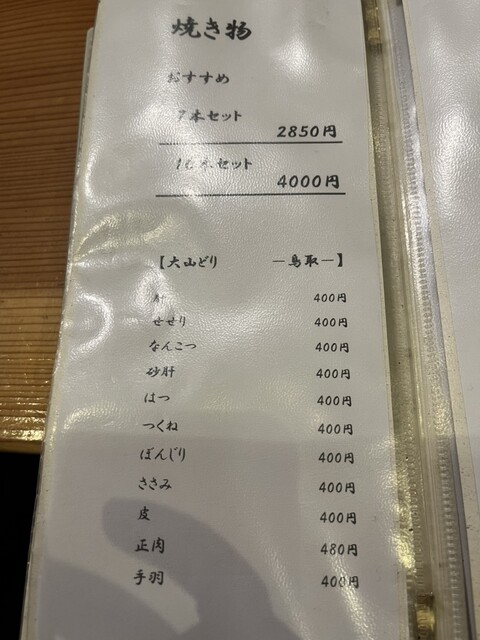 焼き物
おすすめ
7本セット
2850円
10本セット
4000円
【大山どり ー鳥取ー】
400円
せせり 400円
なんこつ 400円
砂肝 400円
はつ 400円
つくね 400円
ぼんじり 400円
ささみ 400円
皮 400円
正肉 480円
手羽 400円